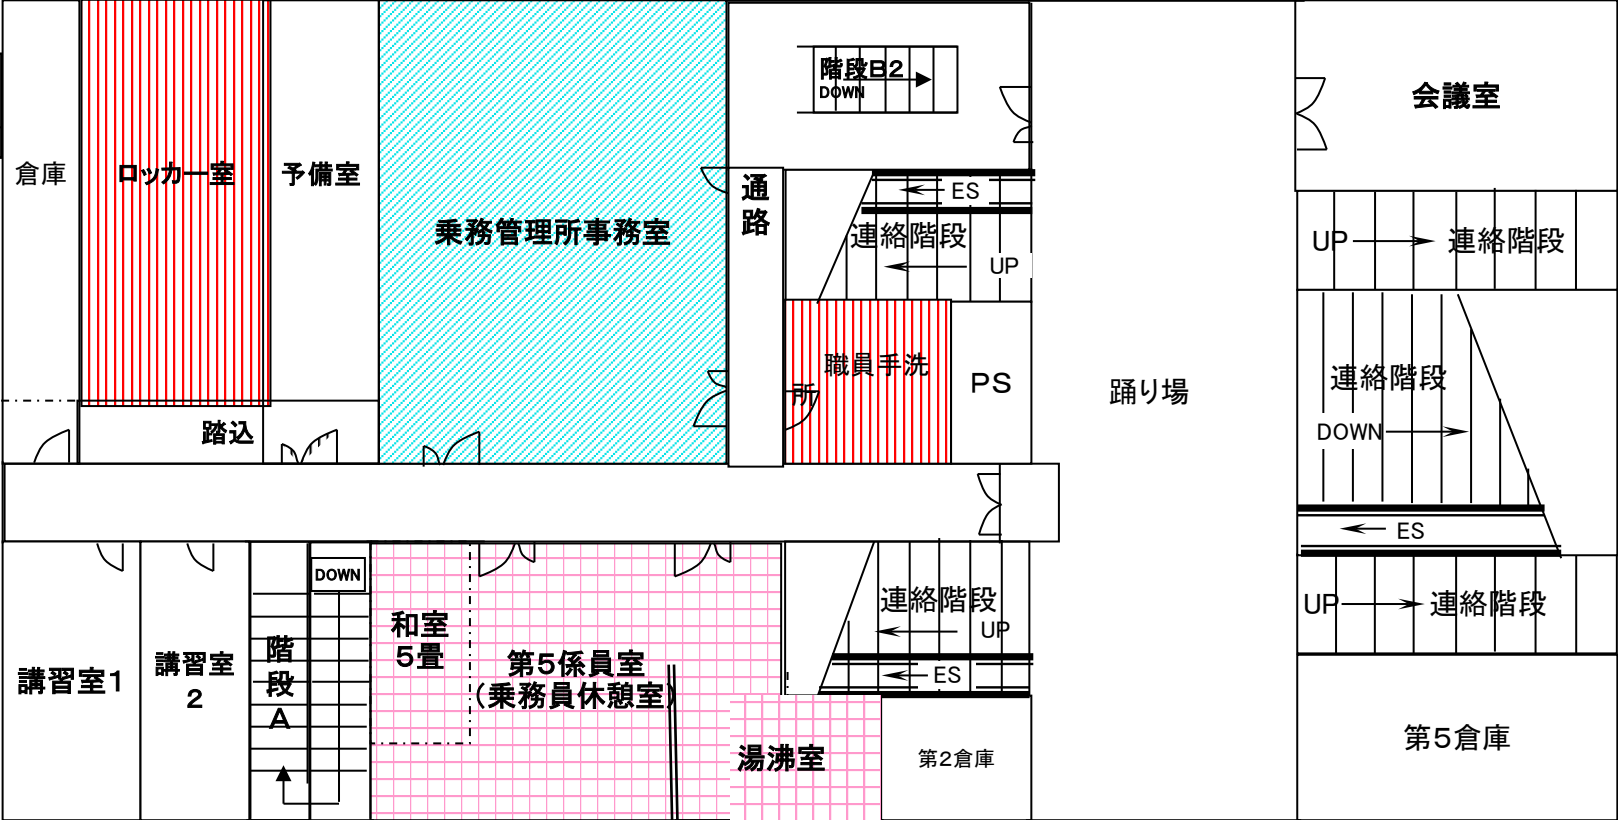 倉庫
ロッカー室
予備室
乗務管理所事務室
通
路
階段B2
DOWN
ES
連絡階段
UP
会議室
UP
連絡階段
職員手洗
所
PS
踊り場
連絡階段
DOWN
ES
踏込
講習室1
講習室
2
階
段
A
DOWN
和室
5畳
第5係員室
(乗務員休憩室)
連絡階段
UP
ES
湯沸室
第2倉庫
UP
連絡階段
第5倉庫